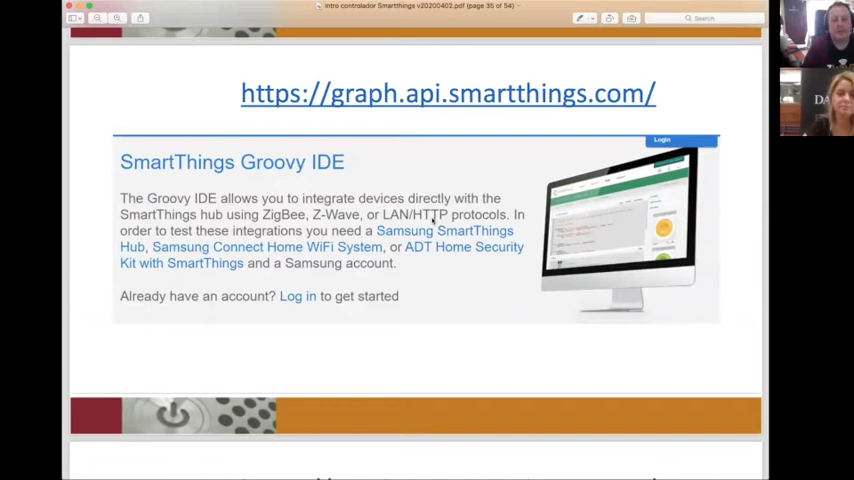 intro controlador Smartthings v20200402.pdf (page 35 of 54)
Search
https://graph.api.smartthings.com/
Login
SmartThings Groovy IDE
The Groovy IDE allows you to integrate devices directly with the
SmartThings hub using ZigBee, Z-Wave, or LAN/HTTP protocols. In
order to test these integrations you need a Samsung SmartThings
Hub, Samsung Connect Home WiFi System, or ADT Home Security
Kit with SmartThings and a Samsung account.
Already have an account? Log in to get started